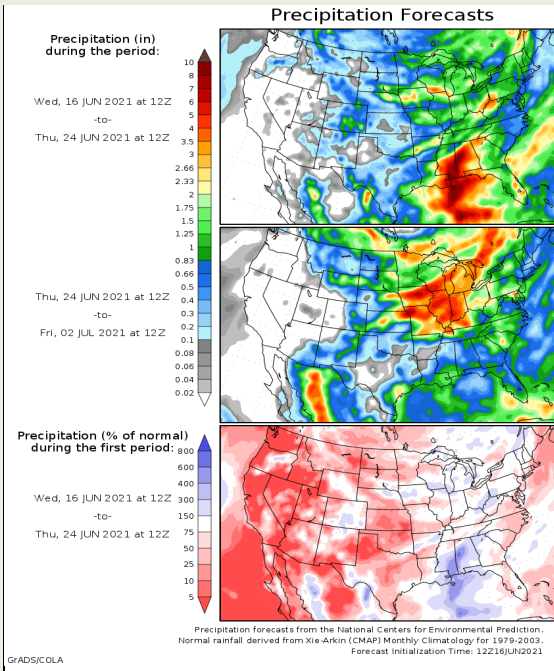 Precipitation Forecasts
Precipitation (in)
during the period:
Wed, 16 JUN 2021 at 12Z
-to-
Thu, 24 JUN 2021 at 12Z
10
8
7
6
5
4
3.5
3
2.66
2.33
2
1.75
1.5
1.25
1
0.83
0.66
0.5
0.4
0.3
0.2
0.1
0.08
0.06
0.04
0.02
Thu, 24 JUN 2021 at 12Z
-to-
Fri, 02 JUL 2021 at 12Z
Precipitation (% of normal)
during the first period:
Wed, 16 JUN 2021 at 12Z
-to-
Thu, 24 JUN 2021 at 12Z
800
600
400
300
150
75
50
25
10
5
Precipitation forecasts from the National Centers for Environmental Prediction.
Normal rainfall derived from Xie-Arkin (CMAP) Monthly Climatology for 1979-2003.
Forecast Initialization Time: 12Z16JUN2021
GrADS/COLA